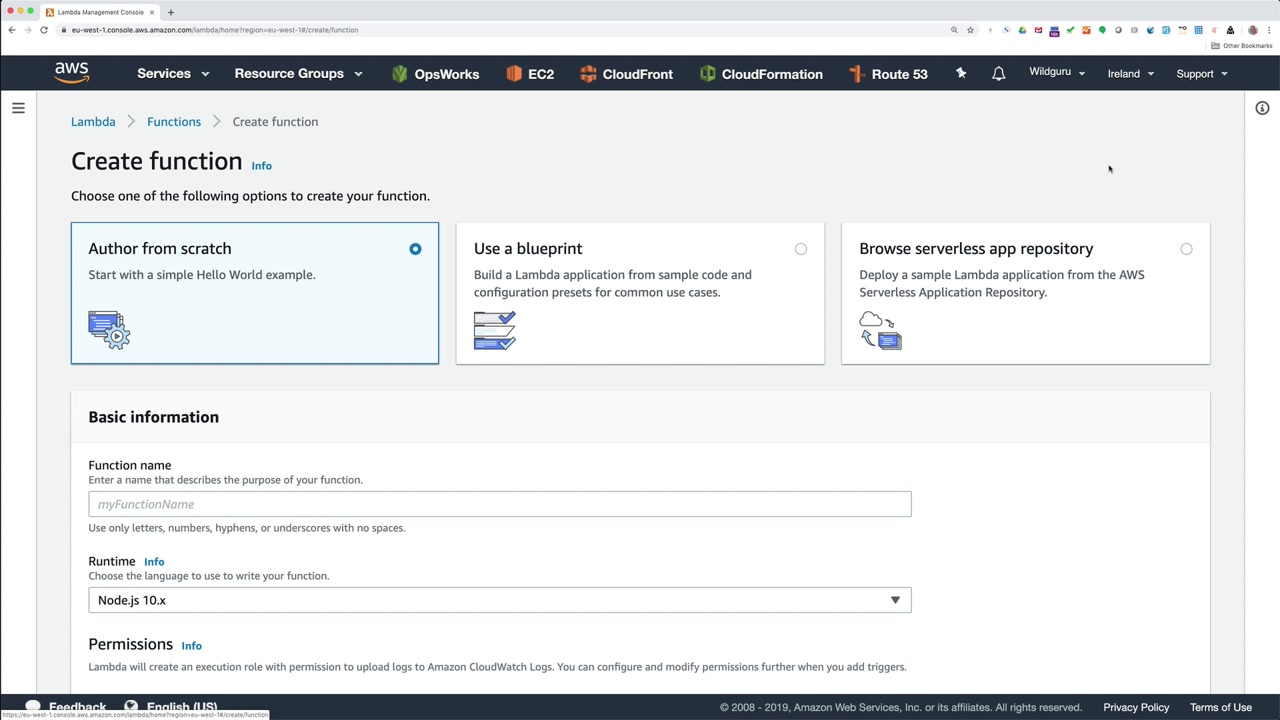 Lambda Management Console
eu-west-1.console.aws.amazon.com/lambda/home?region=eu-west-1#/create/function
Other Bookmarks
aws
Services
Resource Groups
OpsWorks
EC2
CloudFront
CloudFormation
Route 53
Wildguru
Ireland
Support
Lambda
Functions
Create function
Create function
Info
Choose one of the following options to create your function.
Author from scratch
Start with a simple Hello World example.
Use a blueprint
Build a Lambda application from sample code and
configuration presets for common use cases.
Browse serverless app repository
Deploy a sample Lambda application from the AWS
Serverless Application Repository.
Basic information
Function name
Enter a name that describes the purpose of your function.
myFunctionName
Use only letters, numbers, hyphens, or underscores with no spaces.
Runtime
Info
Choose the language to use to write your function.
Node.js 10.x
Permissions
Info
Lambda will create an execution role with permission to upload logs to Amazon CloudWatch Logs. You can configure and modify permissions further when you add triggers.
Feedback
English (US)
© 2008 - 2019, Amazon Web Services, Inc. or its affiliates. All rights reserved.
Privacy Policy
Terms of Use
https://eu-west-1.console.aws.amazon.com/lambda/home?region=eu-west-1#/create/function